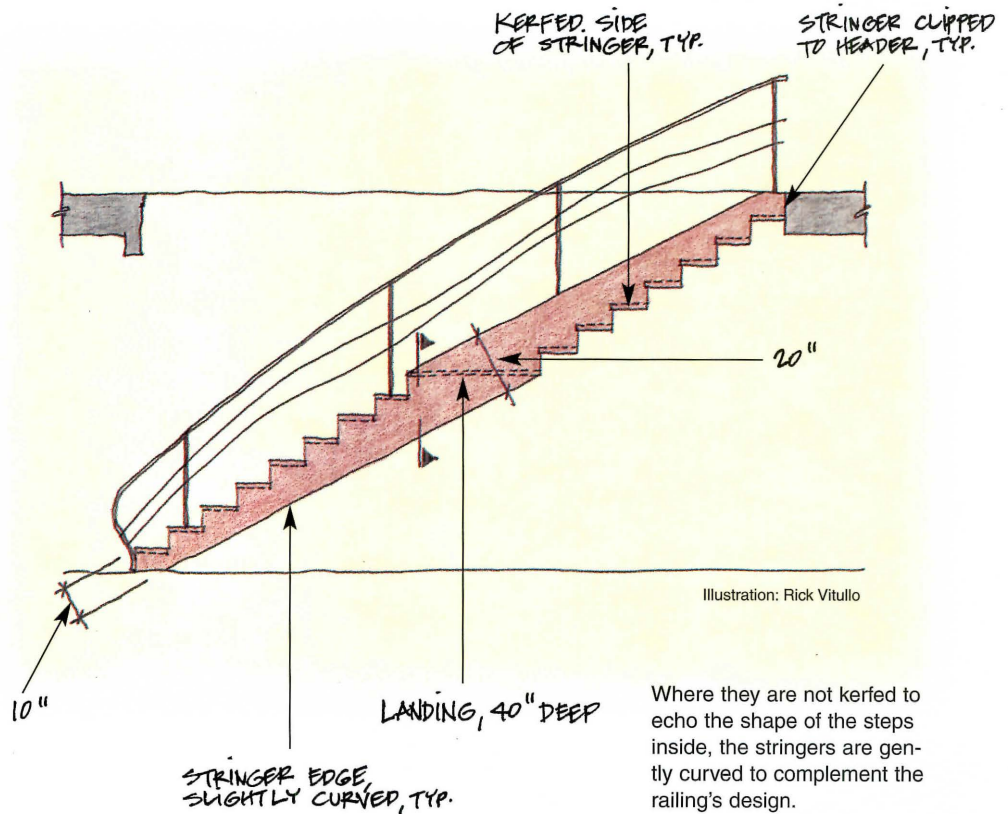 KERFED SIDE
OF STRINGER, TYP.
STRINGER CLIPPED
TO HEADER, TYP.
20"
Illustration: Rick Vitullo
10"
LANDING, 40" DEEP
STRINGER EDGE,
SLIGHTLY CURVED, TYP.
Where they are not kerfed to
echo the shape of the steps
inside, the stringers are gen-
tly curved to complement the
railing's design.